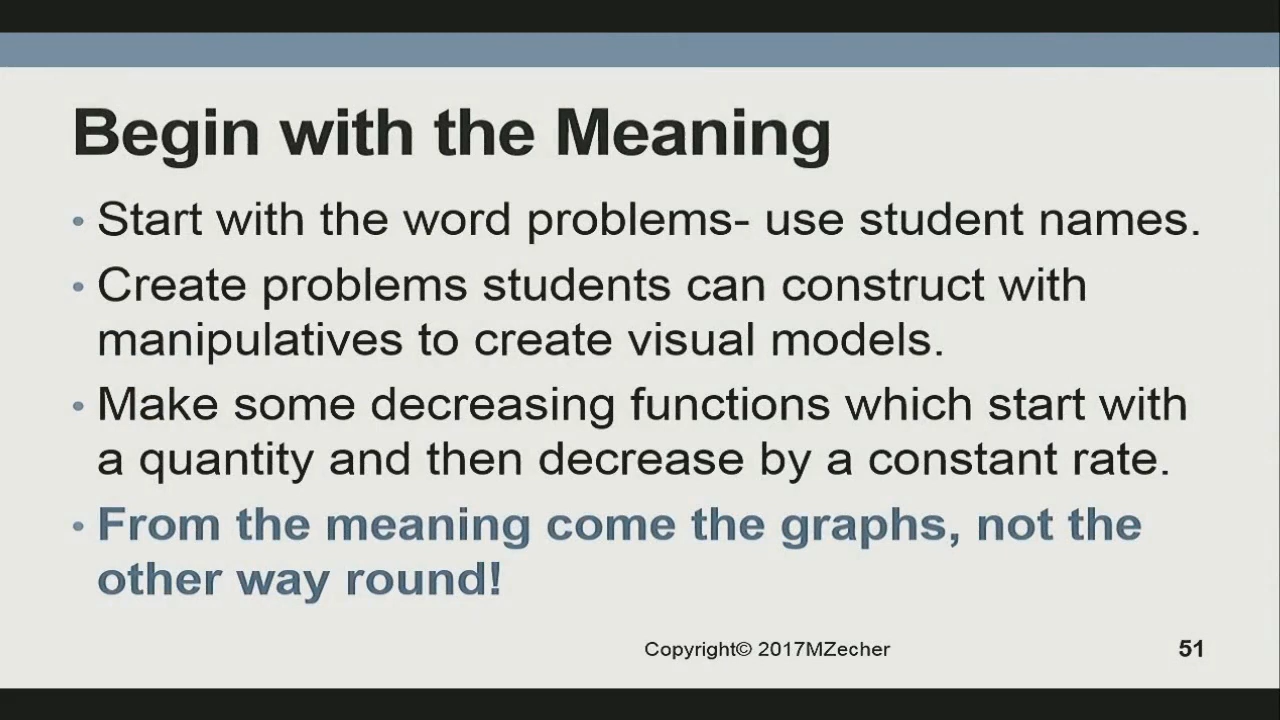 Begin with the Meaning
• Start with the word problems- use student names.
• Create problems students can construct with
manipulatives to create visual models.
• Make some decreasing functions which start with
a quantity and then decrease by a constant rate.
• From the meaning come the graphs, not the
other way round!
Copyright© 2017MZecher
51